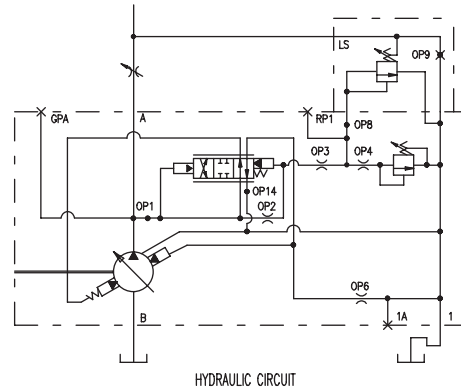 LS
OP9
GPA
A
RP1
OP8
OP3
OP4
OP14
OP1
OP2
OP6
B
1A
1
HYDRAULIC CIRCUIT